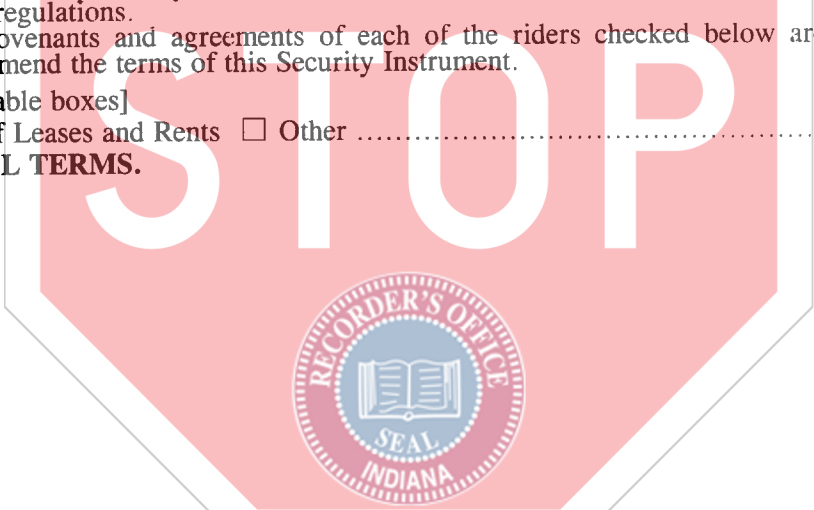 regulations.
ovenants and agreements of each of the riders checked below ar
mend the terms of this Security Instrument.
able boxes]
f Leases and Rents ☐ Other ........................................................
L TERMS.
STOP
RECORDER'S OFFICE
SEAL
INDIANA